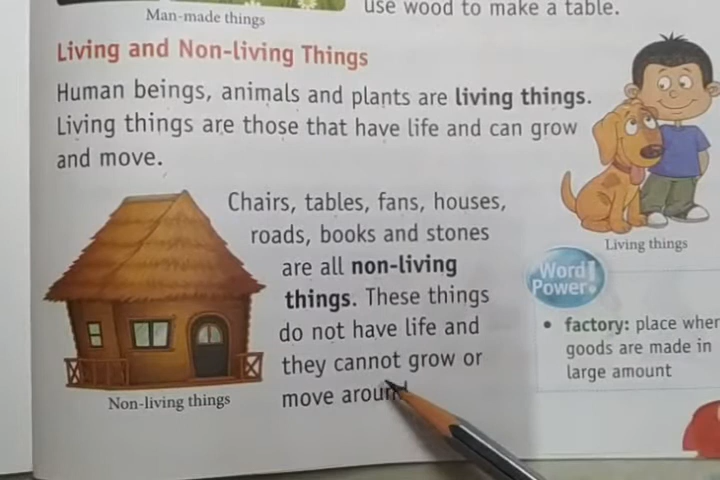 Man-made things
use wood to make a table.
Living and Non-living Things
Human beings, animals and plants are living things.
Living things are those that have life and can grow
and move.
Living things
Chairs, tables, fans, houses,
roads, books and stones
are all non-living
things. These things
do not have life and
they cannot grow or
move around
Non-living things
Word
Power!
• factory: place wher
goods are made in
large amount